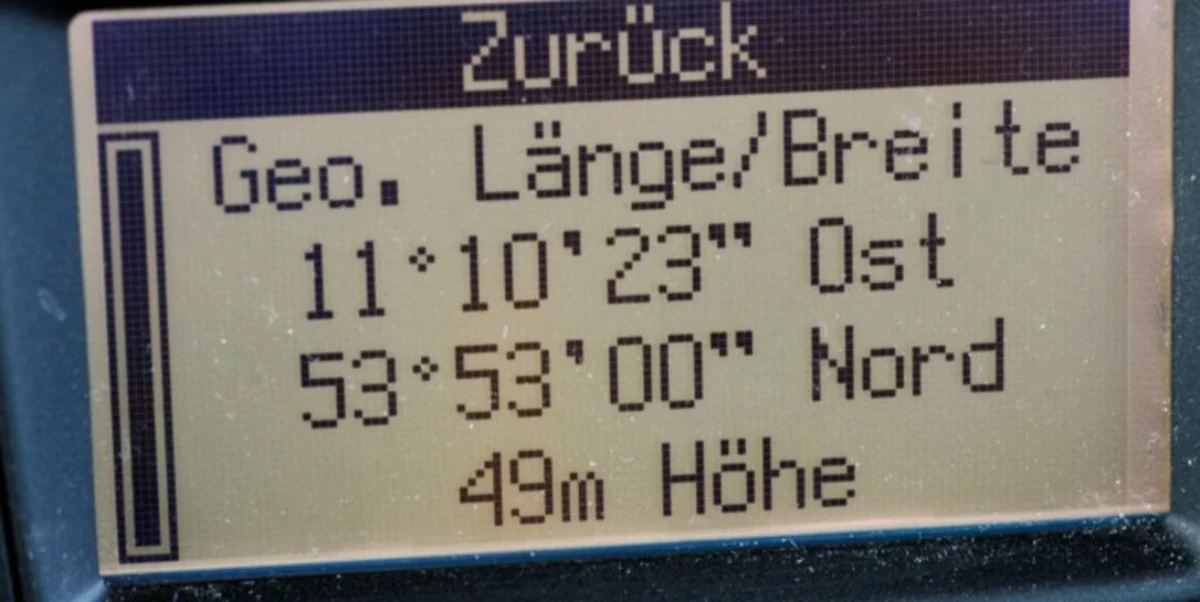 Zurück
Geo. Länge/Breite
11°10'23" Ost
53°53'00" Nord
49m Höhe